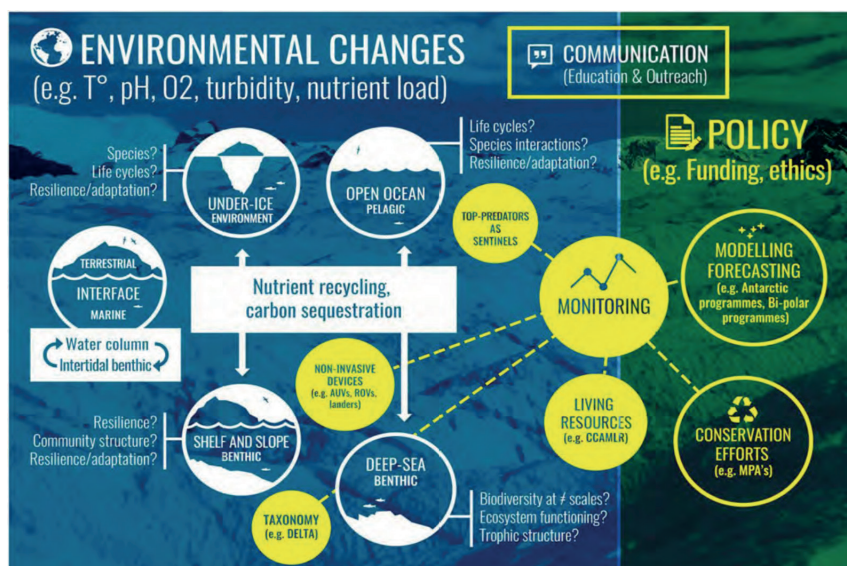 ENVIRONMENTAL CHANGES
(e.g. T°, pH, O2, turbidity, nutrient load)
COMMUNICATION
(Education & Outreach)
POLICY
(e.g. Funding, ethics)
Species?
Life cycles?
Resilience/adaptation?
UNDER-ICE
ENVIRONMENT
OPEN OCEAN
PELAGIC
Life cycles?
Species interactions?
Resilience/adaptation?
TOP-PREDATORS
AS
SENTINELS
TERRESTRIAL
INTERFACE
MARINE
Water column
Intertidal benthic
Nutrient recycling,
carbon sequestration
MONITORING
MODELLING
FORECASTING
(e.g. Antarctic
programmes, Bi-polar
programmes)
NON-INVASIVE
DEVICES
(e.g. AUVs, ROVs,
landers)
LIVING
RESOURCES
(e.g. CCAMLR)
CONSERVATION
EFFORTS
(e.g. MPA's)
Resilience?
Community structure?
Resilience/adaptation?
SHELF AND SLOPE
BENTHIC
DEEP-SEA
BENTHIC
TAXONOMY
(e.g. DELTA)
Biodiversity at ≠ scales?
Ecosystem functioning?
Trophic structure?